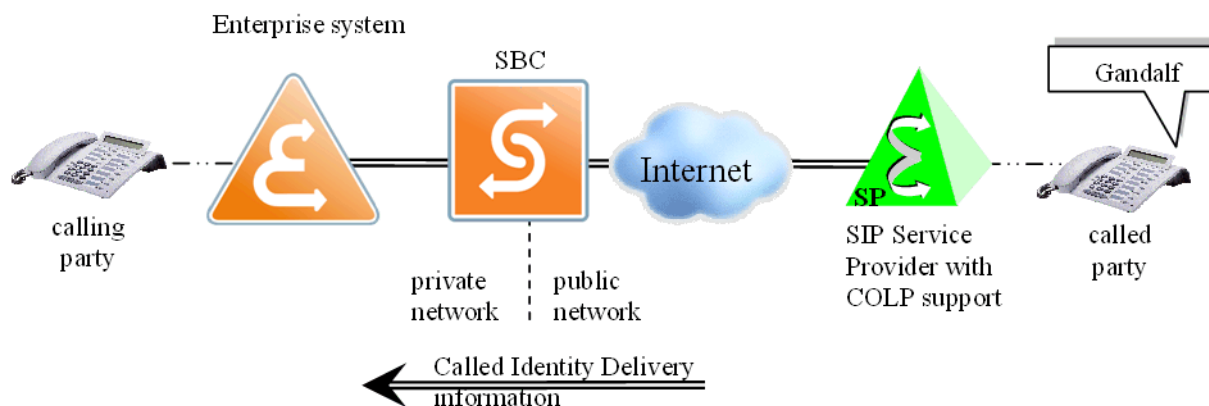 Enterprise system
SBC
Gandalf
Internet
SP
calling
party
SIP Service
Provider with
COLP support
called
party
private
network
public
network
Called Identity Delivery
information